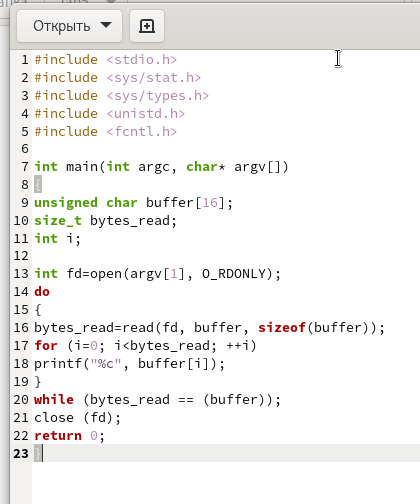 Открыть
1 #include <stdio.h>
2 #include <sys/stat.h>
3 #include <sys/types.h>
4 #include <unistd.h>
5 #include <fcntl.h>
6
7 int main(int argc, char* argv[])
8 {
9 unsigned char buffer[16];
10 size_t bytes_read;
11 int i;
12
13 int fd=open(argv[1], O_RDONLY);
14 do
15 {
16 bytes_read=read(fd, buffer, sizeof(buffer));
17 for (i=0; i<bytes_read; ++i)
18 printf("%c", buffer[i]);
19 }
20 while (bytes_read == (buffer));
21 close (fd);
22 return 0;
23 }